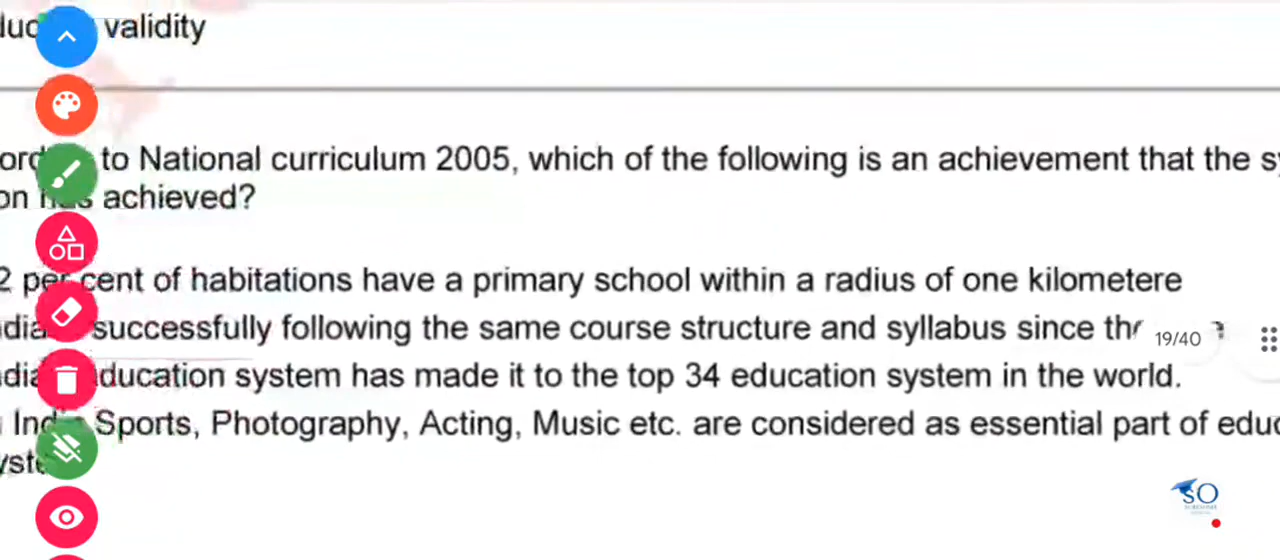 validity
to National curriculum 2005, which of the following is an achievement that the
achieved?
2 per cent of habitations have a primary school within a radius of one kilometere
successfully following the same course structure and syllabus since
19/40
education system has made it to the top 34 education system in the world.
Sports, Photography, Acting, Music etc. are considered as essential part of
SO